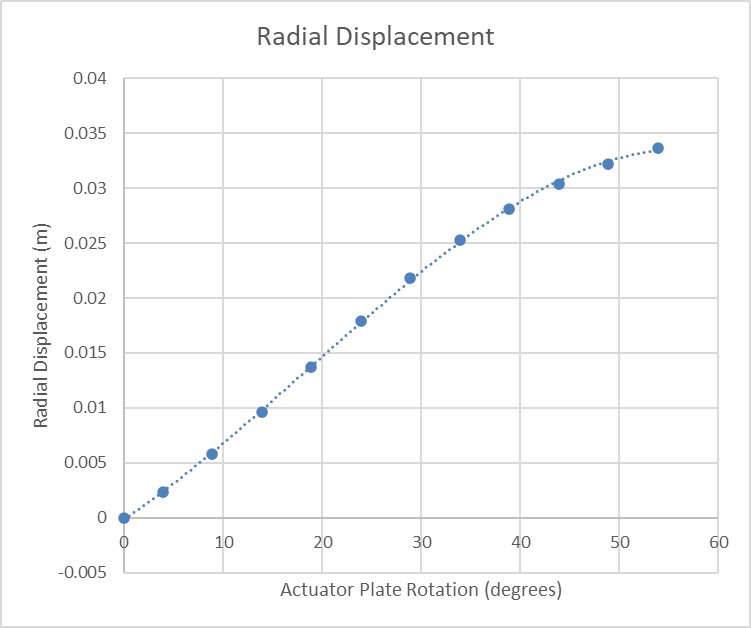 Radial Displacement
0.04
0.035
0.03
0.025
0.02
0.015
0.01
0.005
0
-0.005
Radial Displacement (m)
0 10 20 30 40 50 60
Actuator Plate Rotation (degrees)